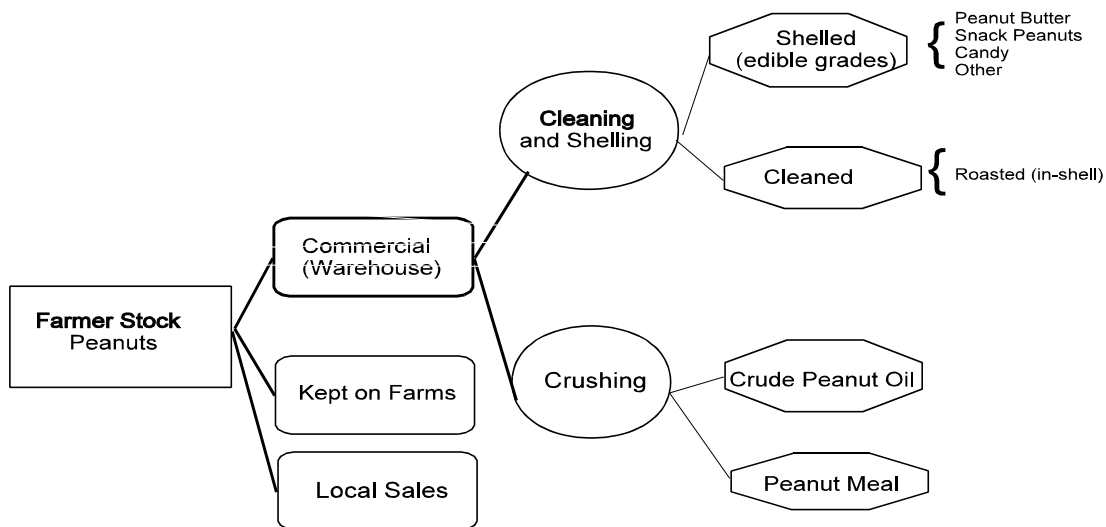 Farmer Stock
Peanuts
Commercial
(Warehouse)
Kept on Farms
Local Sales
Cleaning
and Shelling
Crushing
Shelled
(edible grades)
Peanut Butter
Snack Peanuts
Candy
Other
Cleaned
Roasted (in-shell)
Crude Peanut Oil
Peanut Meal